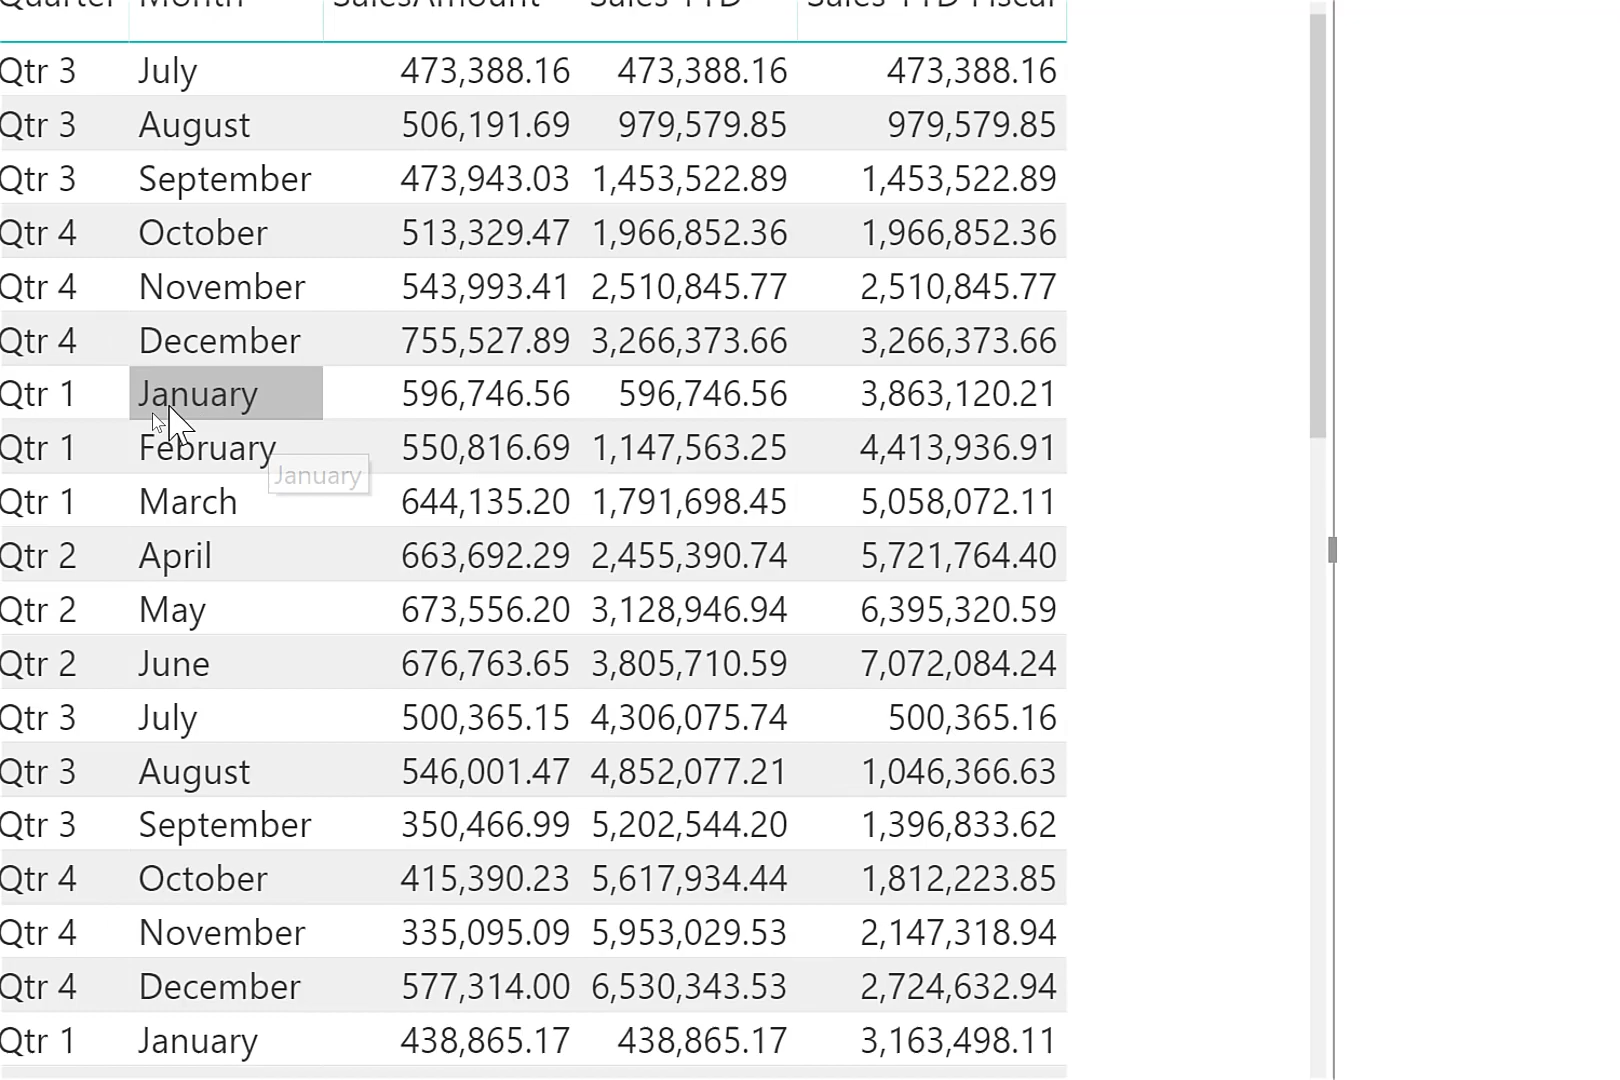 Quarter Month SalesAmount Sales YTD Sales YTD Fiscal
Qtr 3 July 473,388.16 473,388.16 473,388.16
Qtr 3 August 506,191.69 979,579.85 979,579.85
Qtr 3 September 473,943.03 1,453,522.89 1,453,522.89
Qtr 4 October 513,329.47 1,966,852.36 1,966,852.36
Qtr 4 November 543,993.41 2,510,845.77 2,510,845.77
Qtr 4 December 755,527.89 3,266,373.66 3,266,373.66
Qtr 1 January 596,746.56 596,746.56 3,863,120.21
Qtr 1 February 550,816.69 1,147,563.25 4,413,936.91
January
Qtr 1 March 644,135.20 1,791,698.45 5,058,072.11
Qtr 2 April 663,692.29 2,455,390.74 5,721,764.40
Qtr 2 May 673,556.20 3,128,946.94 6,395,320.59
Qtr 2 June 676,763.65 3,805,710.59 7,072,084.24
Qtr 3 July 500,365.15 4,306,075.74 500,365.16
Qtr 3 August 546,001.47 4,852,077.21 1,046,366.63
Qtr 3 September 350,466.99 5,202,544.20 1,396,833.62
Qtr 4 October 415,390.23 5,617,934.44 1,812,223.85
Qtr 4 November 335,095.09 5,953,029.53 2,147,318.94
Qtr 4 December 577,314.00 6,530,343.53 2,724,632.94
Qtr 1 January 438,865.17 438,865.17 3,163,498.11